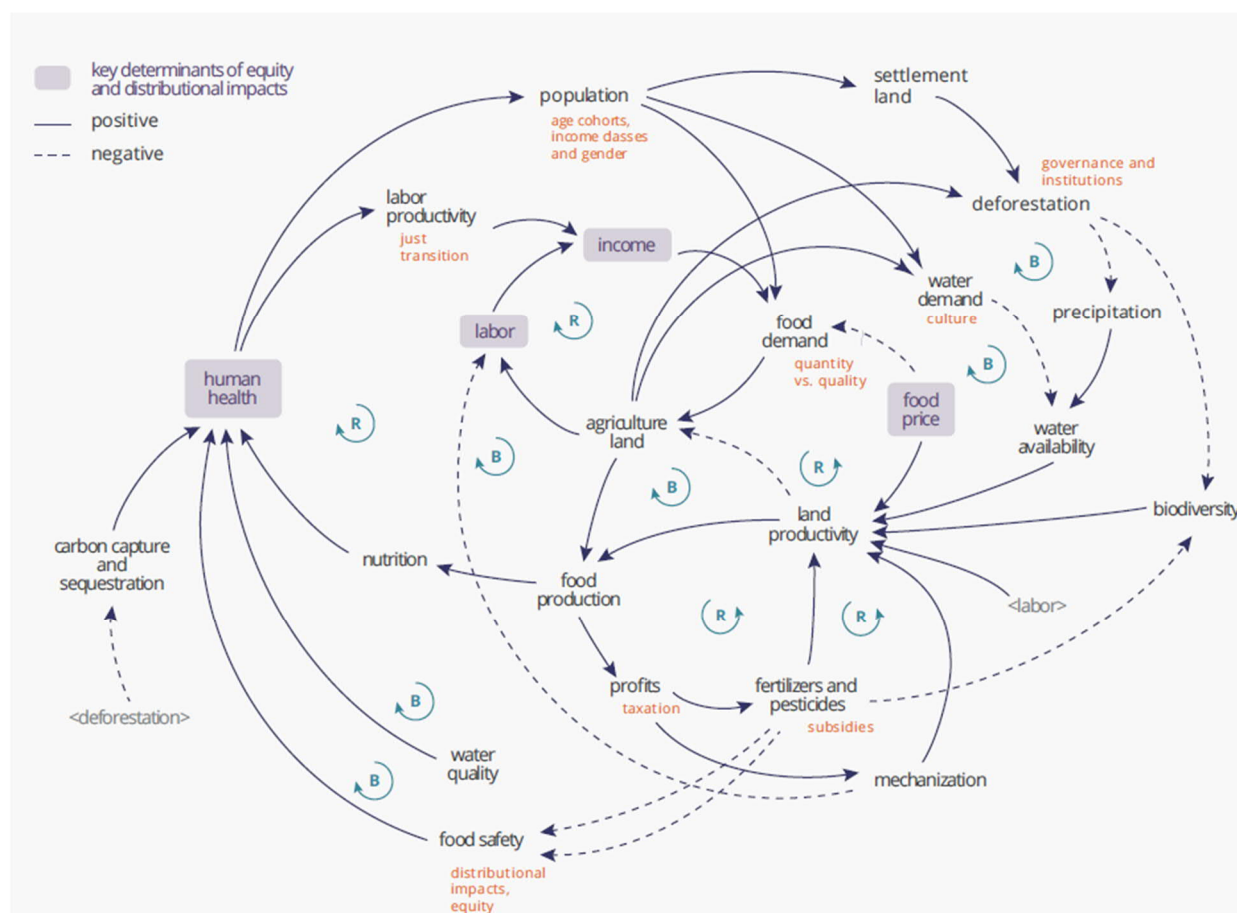 key determinants of equity
and distributional impacts
positive
negative
population
age cohorts,
income classes
and gender
settlement
land
governance and
institutions
deforestation
labor
productivity
just
transition
income
water
demand
culture
B
precipitation
labor
R
food
demand
quantity
vs. quality
B
human
health
food
price
R
agriculture
land
water
availability
B
B
R
land
productivity
biodiversity
carbon capture
and
sequestration
nutrition
food
production
<labor>
R
R
profits
taxation
fertilizers and
pesticides
subsidies
<deforestation>
B
water
quality
mechanization
B
food safety
distributional
impacts,
equity